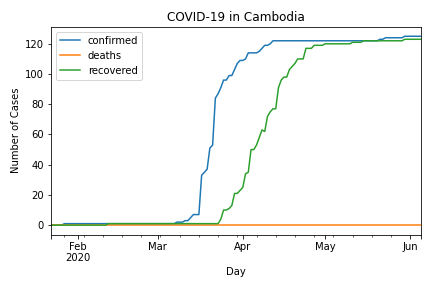 COVID-19 in Cambodia
confirmed
deaths
recovered
120
100
80
60
40
20
0
Number of Cases
Feb
2020
Mar
Apr
May
Jun
Day